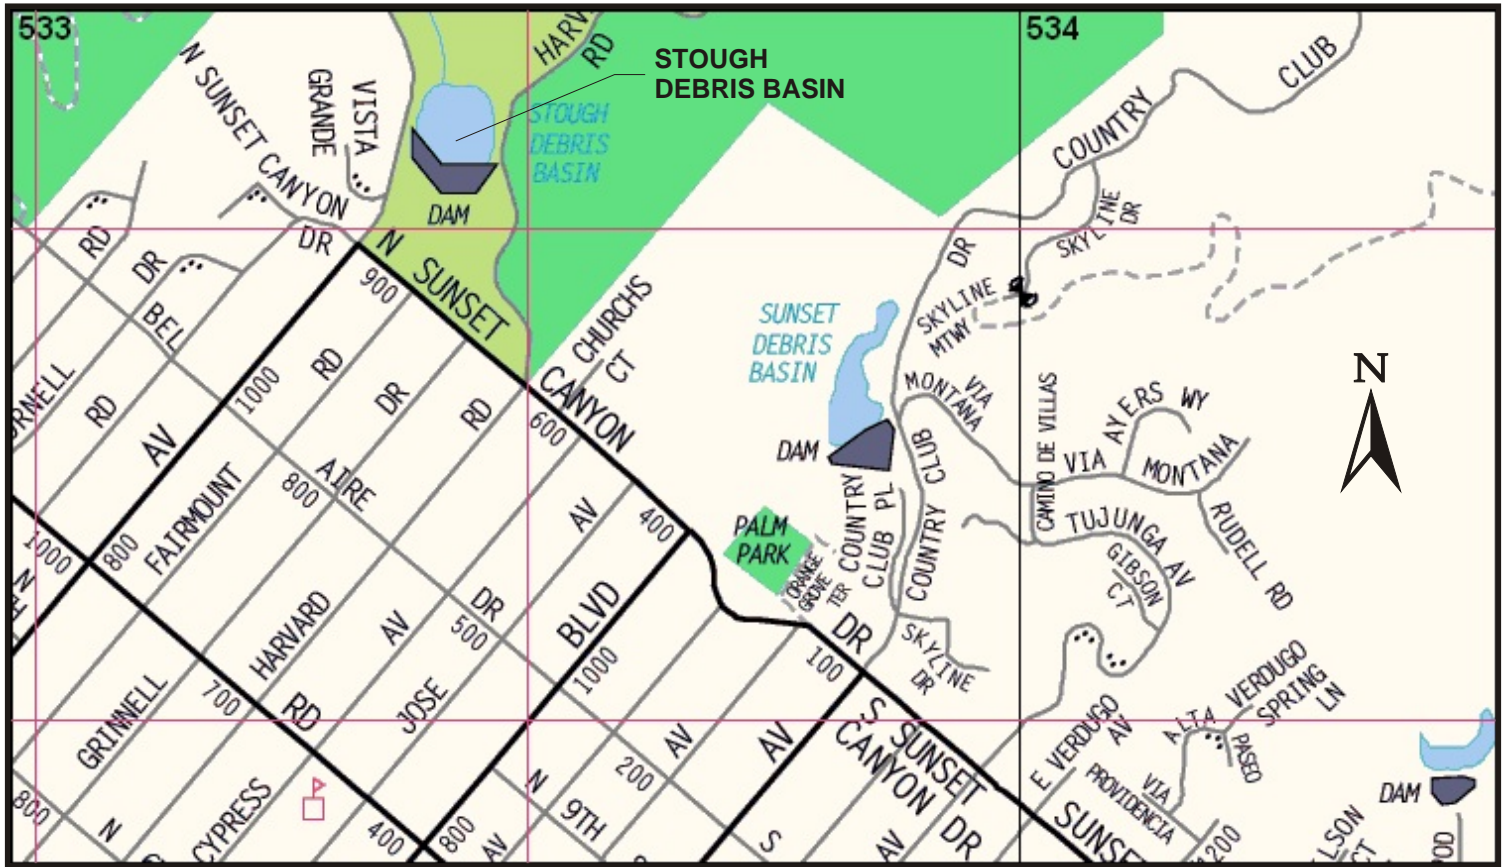 533
534
STOUGH
DEBRIS BASIN
STOUGH
DEBRIS
BASIN
DAM
HARV
RD
N SUNSET CANYON
DR
VISTA
GRANDE
COUNTRY
CLUB
SKYLINE
DR
DR
SKYLINE
MTWY
N SUNSET
CANYON
DR
900
600
400
100
CHURCHS
CT
SUNSET
DEBRIS
BASIN
DAM
VIA
MONTANA
CAMINO DE VILLAS
AYERS WY
VIA
MONTANA
N
RD
DR
BEL
AIRE
DR
1000
RD
DR
RD
RD
AV
800
500
200
FAIRMOUNT
HARVARD
AV
AV
BLVD
1000
PALM
PARK
ORANGE
GROVE
TER
COUNTRY
CLUB PL
COUNTRY CLUB
TUJUNGA AV
GIBSON
CT
RUDELL RD
SKYLINE
DR
1000
800
N
GRINNELL
700
RD
JOSE
AV
AV
S SUNSET
CANYON DR
E VERDUGO
AV
ALTA VERDUGO
SPRING
LN
PASEO
VIA
PROVIDENCIA
1200
SUNSE
DAM
800
N
CYPRESS
400
800
AV
N
9TH
S
AV
LSON
CT
OD